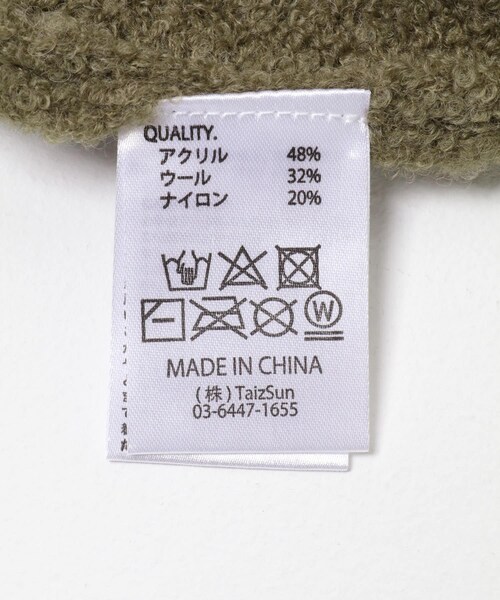 QUALITY.
アクリル 48%
ウール 32%
ナイロン 20%
W
MADE IN CHINA
(株)TaizSun
03-6447-1655